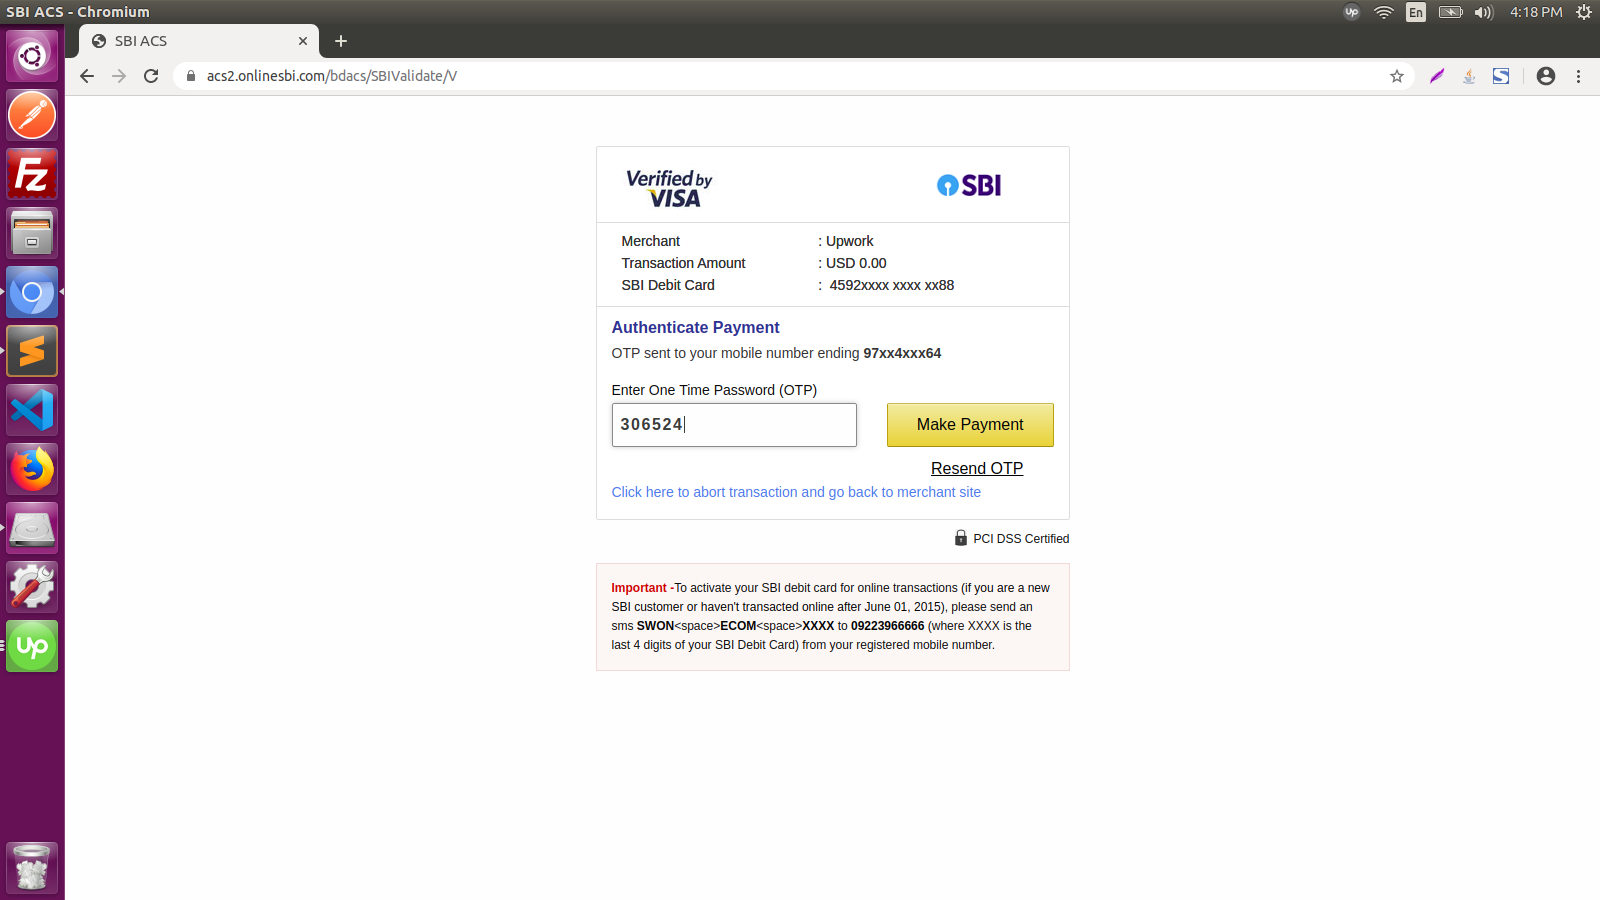 SBI ACS - Chromium
up
En
4:18 PM
SBI ACS
acs2.onlinesbi.com/bdacs/SBIValidate/V
Verified by
VISA
SBI
Merchant : Upwork
Transaction Amount : USD 0.00
SBI Debit Card : 4592xxxx xxxx xx88
Authenticate Payment
OTP sent to your mobile number ending 97xx4xxx64
Enter One Time Password (OTP)
306524
Make Payment
Resend OTP
Click here to abort transaction and go back to merchant site
PCI DSS Certified
Important -To activate your SBI debit card for online transactions (if you are a new
SBI customer or haven't transacted online after June 01, 2015), please send an
sms SWON<space>ECOM<space>XXXX to 09223966666 (where XXXX is the
last 4 digits of your SBI Debit Card) from your registered mobile number.
Fz
up